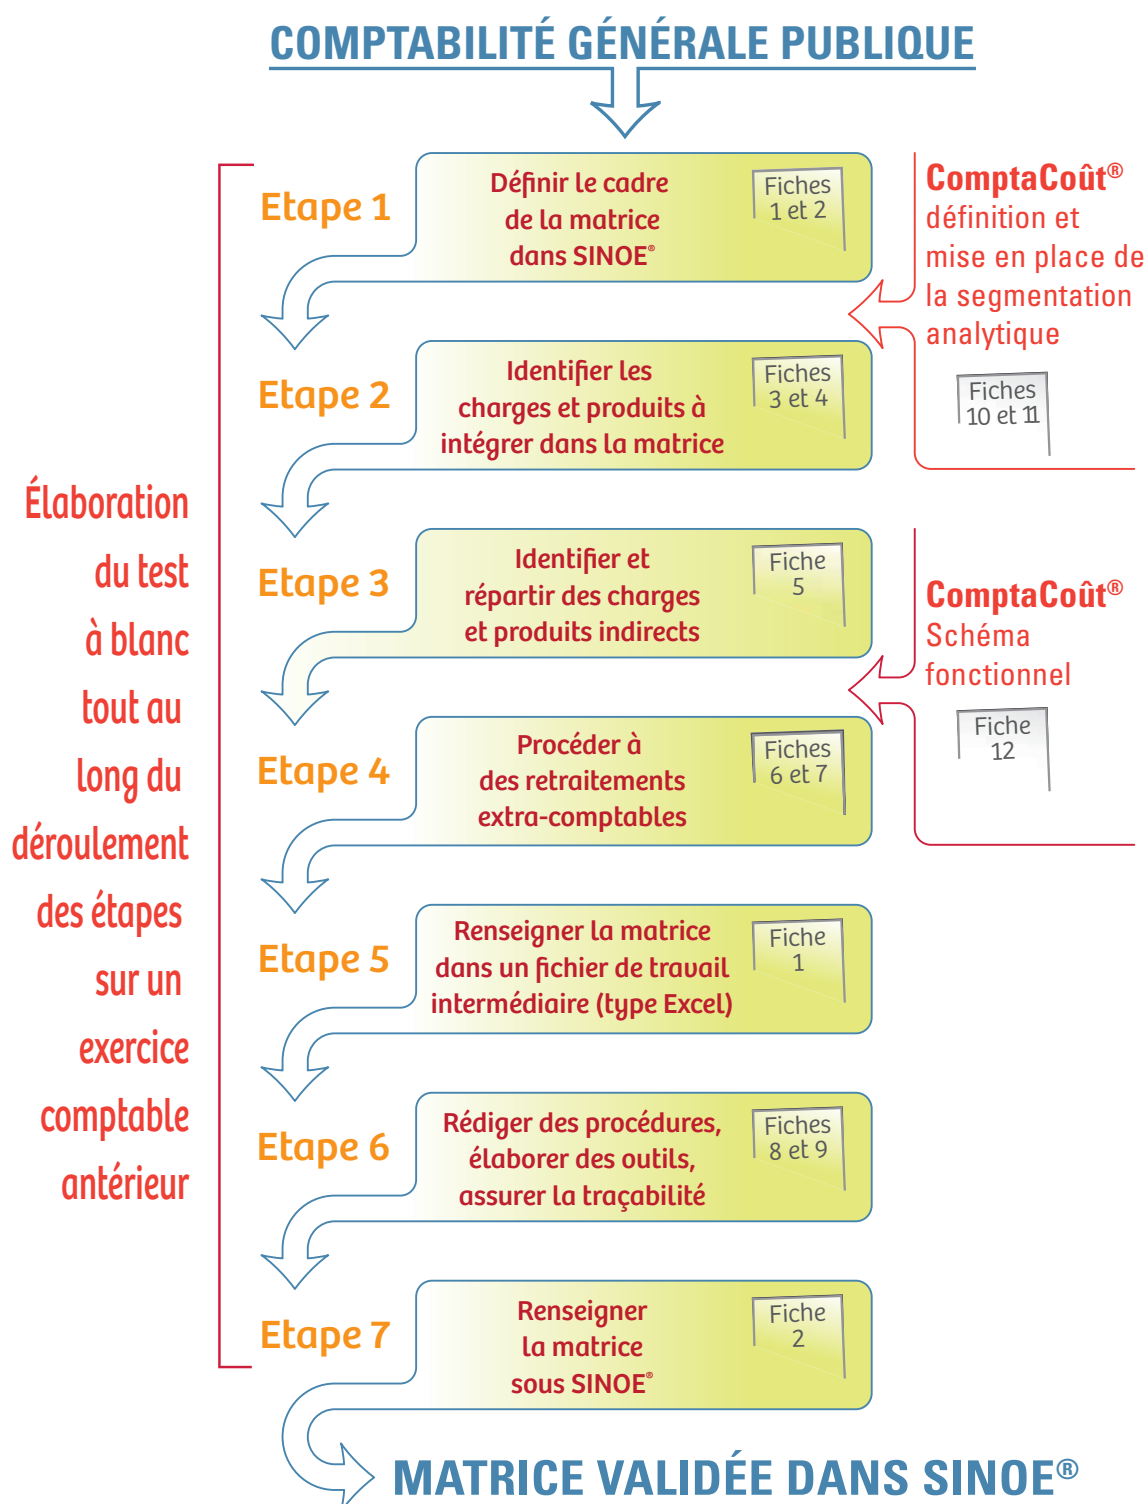 COMPTABILITÉ GÉNÉRALE PUBLIQUE
Élaboration
du test
à blanc
tout au
long du
déroulement
des étapes
sur un
exercice
comptable
antérieur
Etape 1
Définir le cadre
de la matrice
dans SINOE®
Fiches
1 et 2
ComptaCoût®
définition et
mise en place de
la segmentation
analytique
Fiches
10 et 11
Etape 2
Identifier les
charges et produits à
intégrer dans la matrice
Fiches
3 et 4
Etape 3
Identifier et
répartir des charges
et produits indirects
Fiche
5
ComptaCoût®
Schéma
fonctionnel
Fiche
12
Etape 4
Procéder à
des retraitements
extra-comptables
Fiches
6 et 7
Etape 5
Renseigner la matrice
dans un fichier de travail
intermédiaire (type Excel)
Fiche
1
Etape 6
Rédiger des procédures,
élaborer des outils,
assurer la traçabilité
Fiches
8 et 9
Etape 7
Renseigner
la matrice
sous SINOE®
Fiche
2
MATRICE VALIDÉE DANS SINOE®